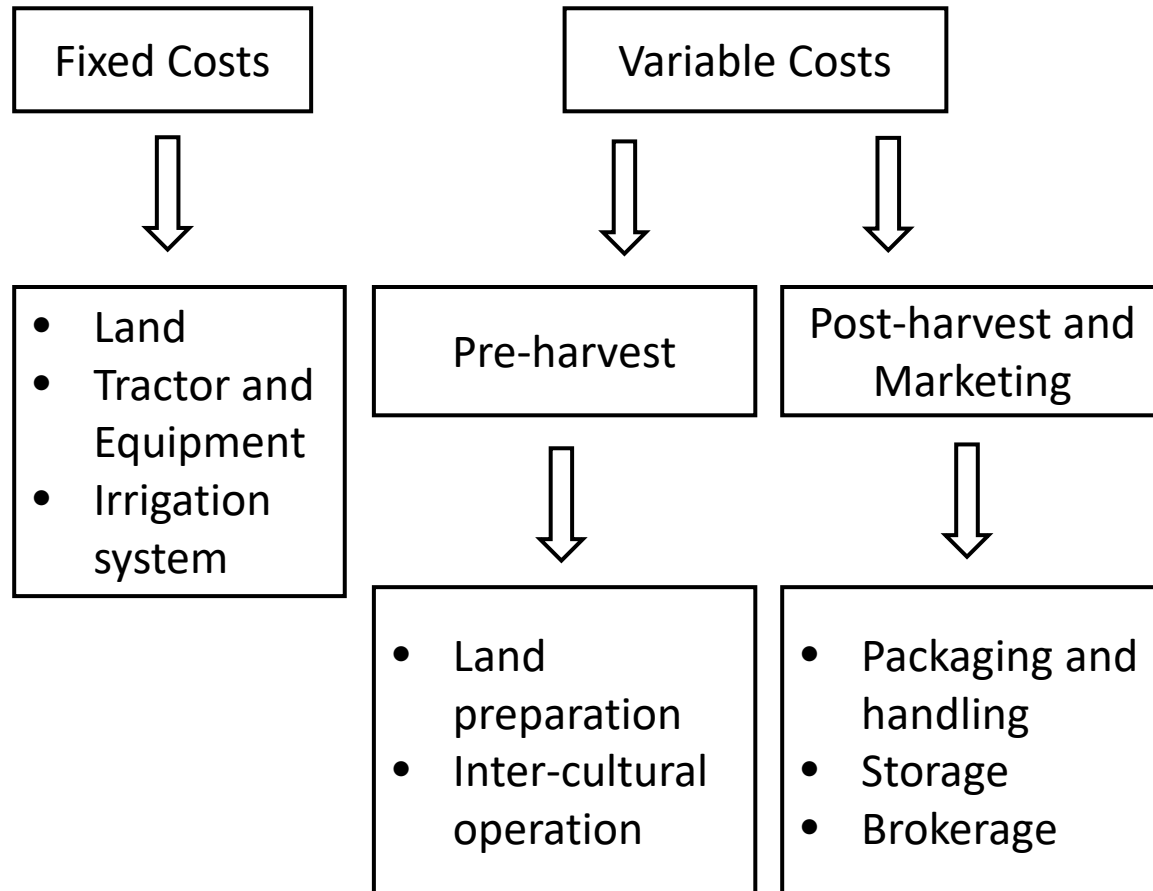 Fixed Costs
Variable Costs
• Land
• Tractor and
Equipment
• Irrigation
system
Pre-harvest
Post-harvest and
Marketing
• Land
preparation
• Inter-cultural
operation
• Packaging and
handling
• Storage
• Brokerage